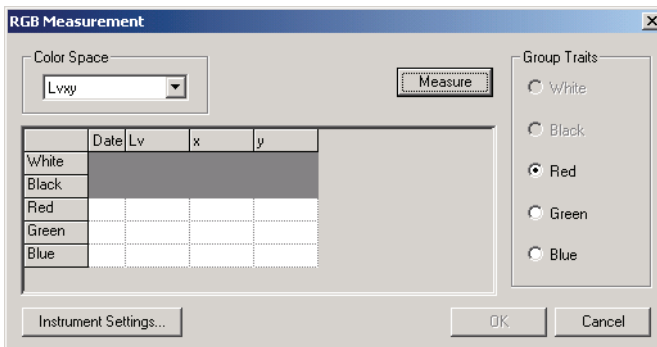 RGB Measurement
Color Space
Lvxy
Measure
Group Traits
White
Black
Red
Green
Blue
Date Lv x y
White
Black
Red
Green
Blue
Instrument Settings...
OK
Cancel